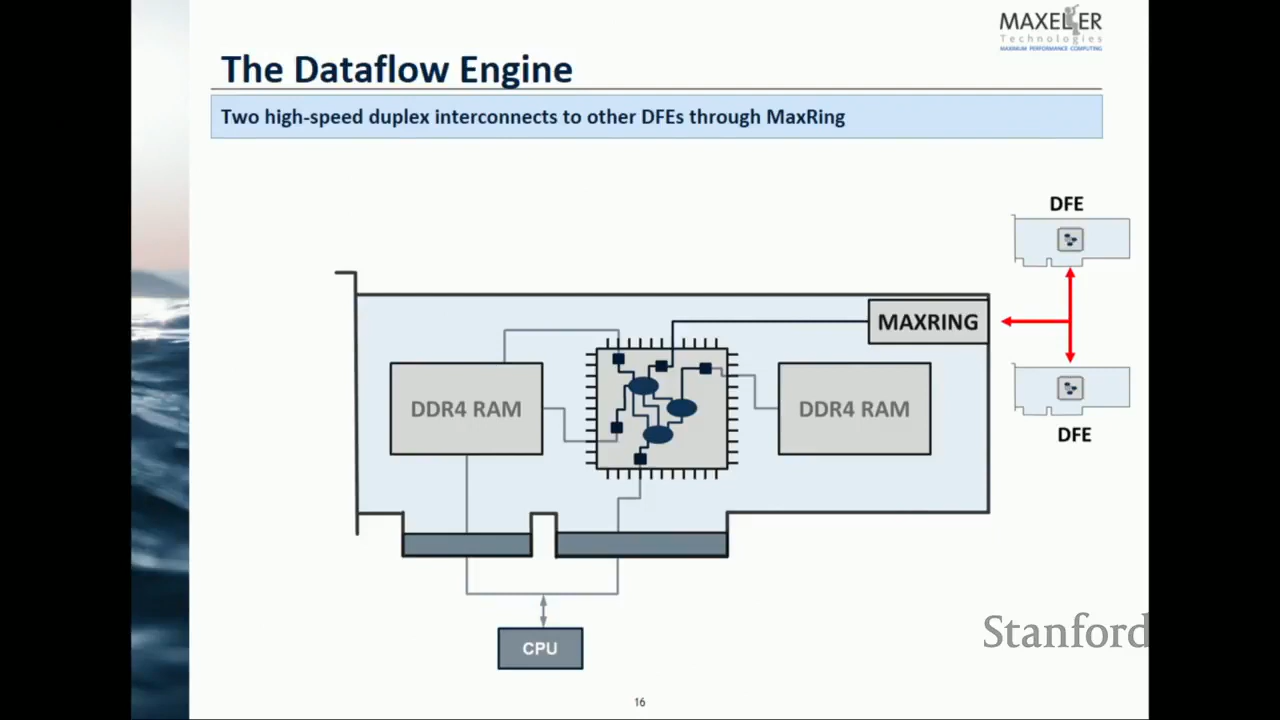 MAXELER
Technologies
MAXIMUM PERFORMANCE COMPUTING
The Dataflow Engine
Two high-speed duplex interconnects to other DFEs through MaxRing
DFE
MAXRING
DDR4 RAM
DDR4 RAM
DFE
CPU
Stanford
16